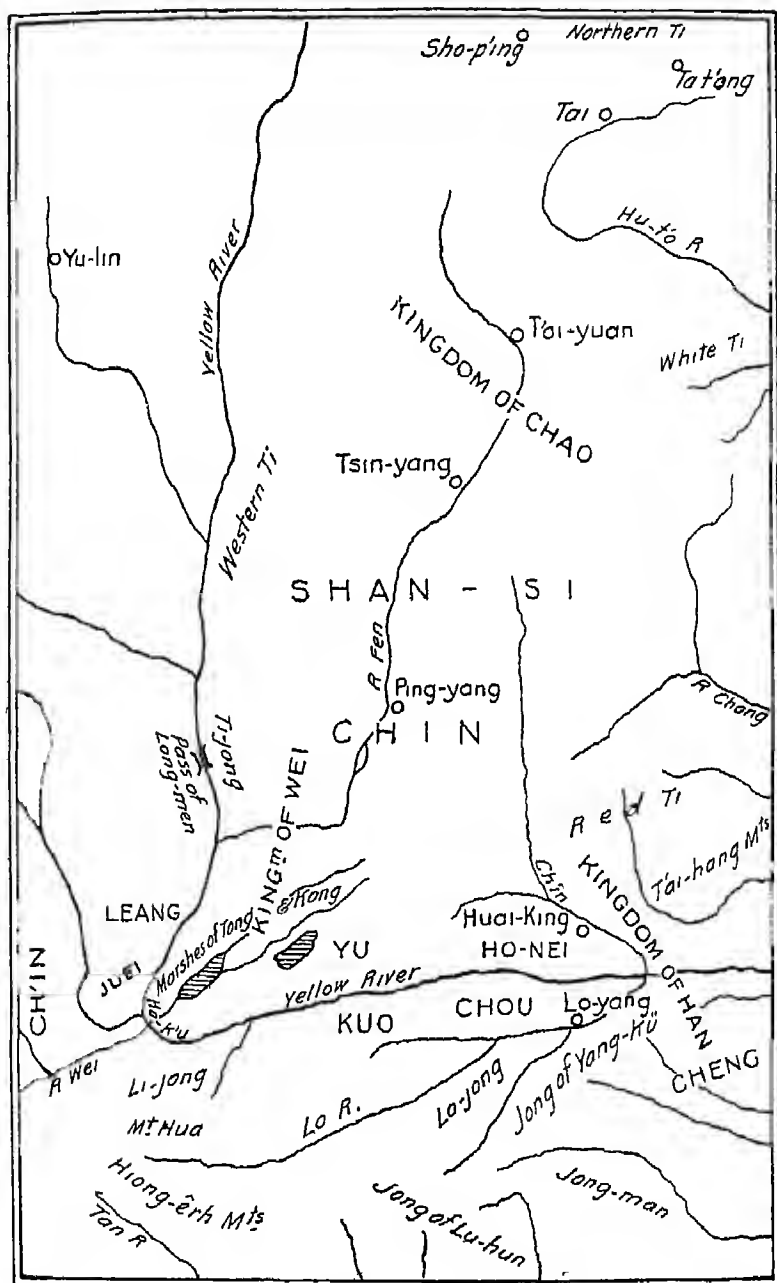 Northern Ti
Sho-p'ing
Ta t'ong
Tai
Hu-t'o R
Yu-lin
Yellow River
T'ai-yuan
KINGDOM OF CHAO
White Ti
Tsin-yang
Western Ti
SHAN-SI
R Fen
Ping-yang
R Chang
CHIN
Ti-jong
Pass of
Long-men
Red Ti
T'ai-hang Mts
KINGm OF WEI
Chin
KINGDOM OF HAN
LEANG
Marshes of Tong & Kong
Huai-King
HO-NEI
YU
JUEI
CH'IN
Ho-K'u
Yellow River
KUO
CHOU
Lo-yang
CHENG
R Wei
Li-jong
Mt Hua
Lo R.
Lo-jong
Jong of Yang-Kü
Hiong-êrh Mts
Tan R
Jong of Lu-hun
Jong-man